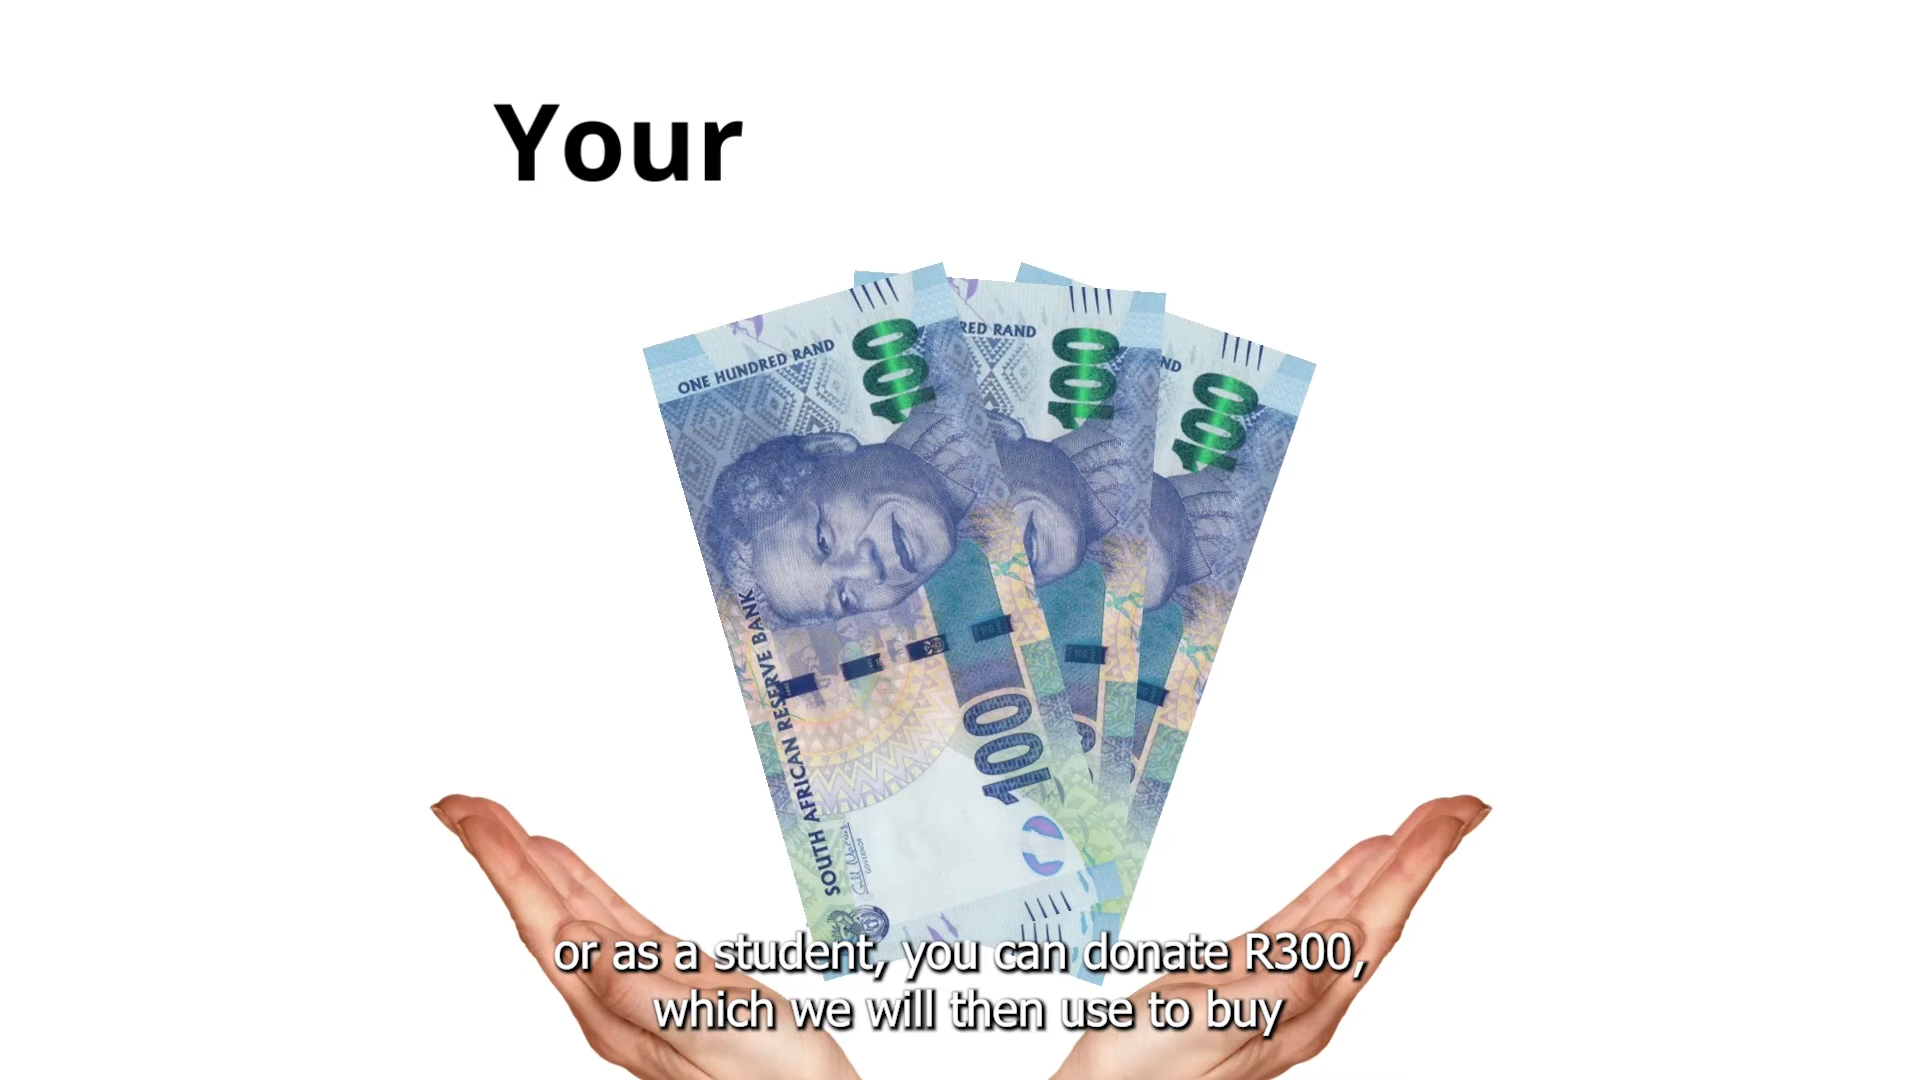 Your
ONE HUNDRED RAND
100
RED RAND
100
ND
100
SOUTH AFRICAN RESERVE BANK
100
GOVERNOR
or as a student, you can donate R300,
which we will then use to buy